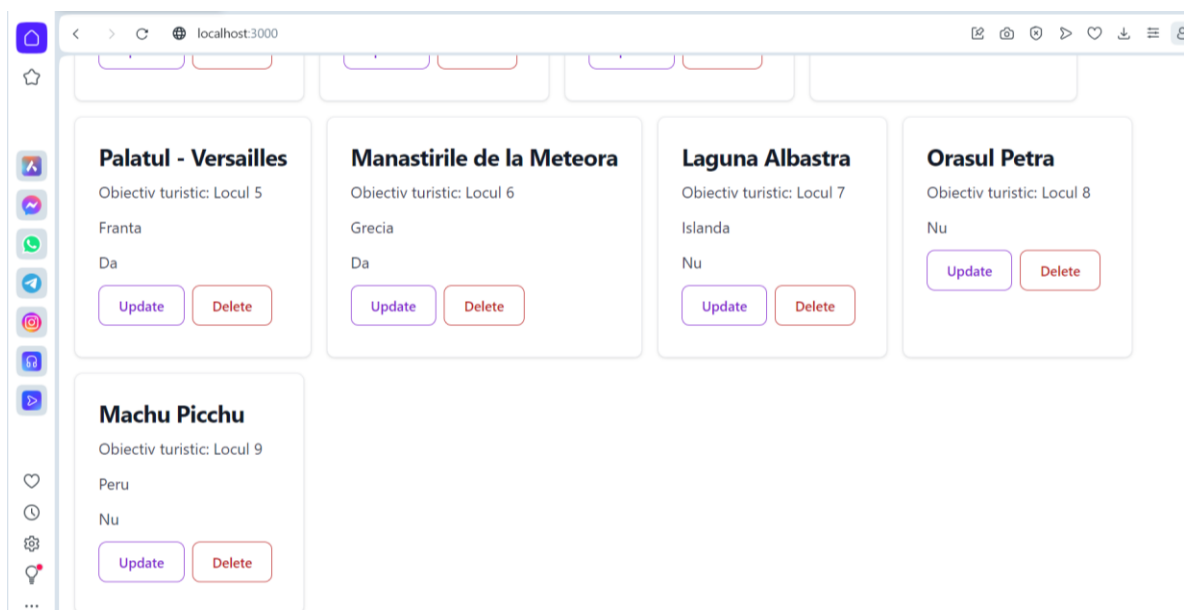 localhost:3000
Palatul - Versailles
Obiectiv turistic: Locul 5
Franta
Da
Update
Delete
Manastirile de la Meteora
Obiectiv turistic: Locul 6
Grecia
Da
Update
Delete
Laguna Albastra
Obiectiv turistic: Locul 7
Islanda
Nu
Update
Delete
Orasul Petra
Obiectiv turistic: Locul 8
Nu
Update
Delete
Machu Picchu
Obiectiv turistic: Locul 9
Peru
Nu
Update
Delete